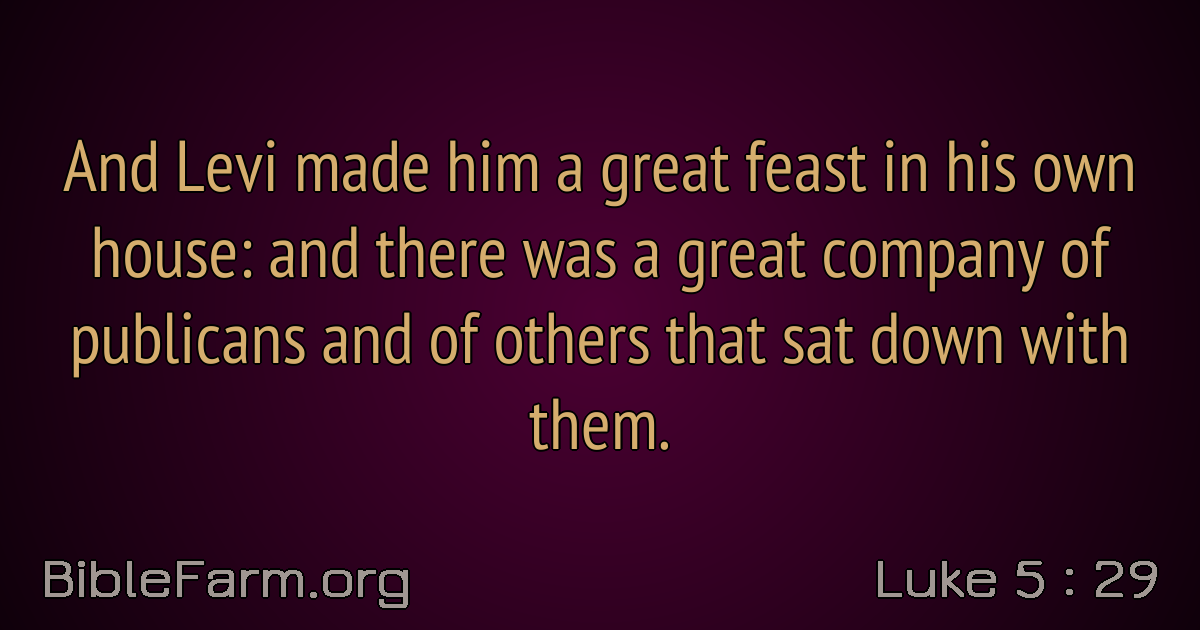 And Levi made him a great feast in his own
house: and there was a great company of
publicans and of others that sat down with
them.
BibleFarm.org
Luke 5 : 29